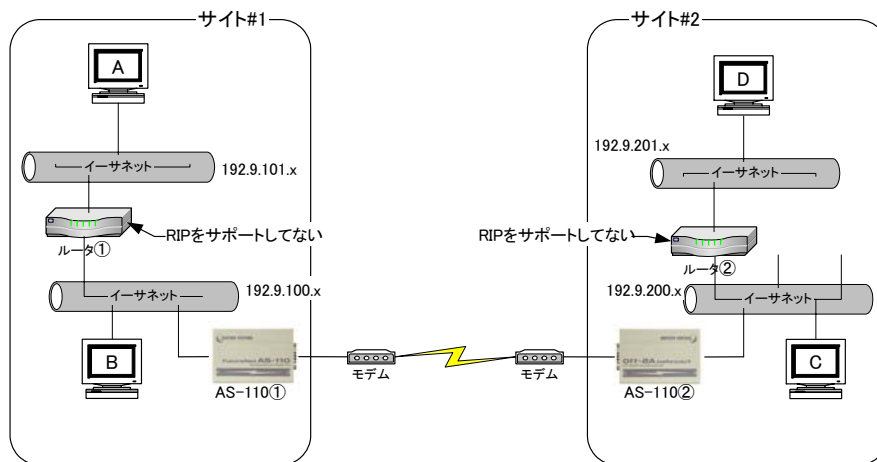 サイト#1
A
イーサネット
192.9.101.x
ルータ①
RIPをサポートしてない
192.9.100.x
イーサネット
B
AS-110①
モデム
サイト#2
D
192.9.201.x
イーサネット
RIPをサポートしてない
ルータ②
192.9.200.x
イーサネット
C
モデム
AS-110②
AS-110